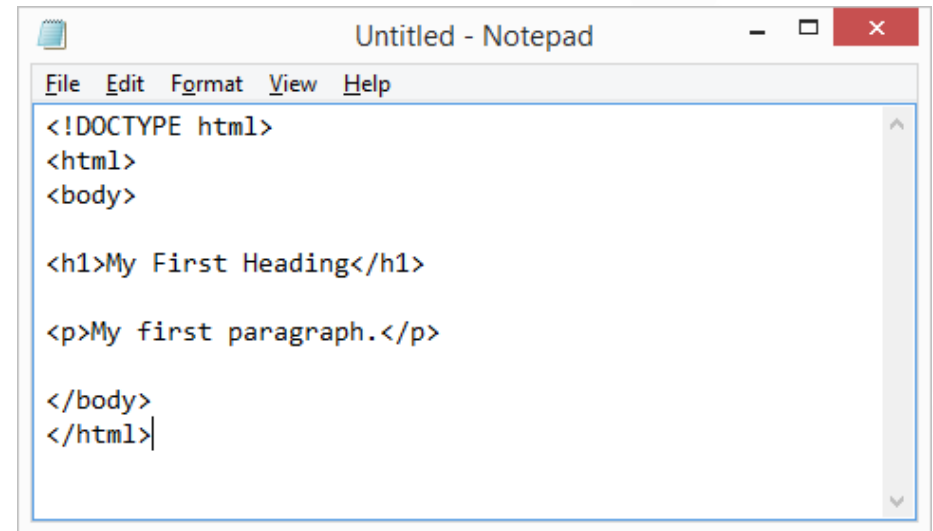 Untitled - Notepad
File Edit Format View Help
<!DOCTYPE html>
<html>
<body>
<h1>My First Heading</h1>
<p>My first paragraph.</p>
</body>
</html>